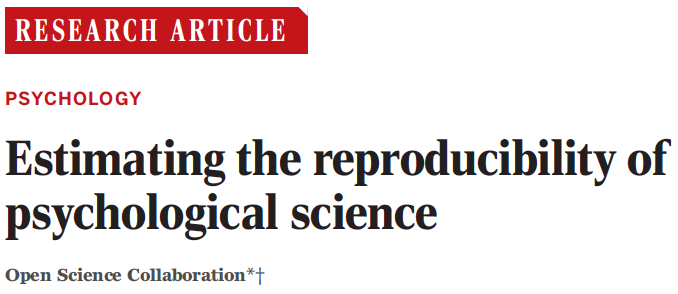 RESEARCH ARTICLE
PSYCHOLOGY
Estimating the reproducibility of
psychological science
Open Science Collaboration*†